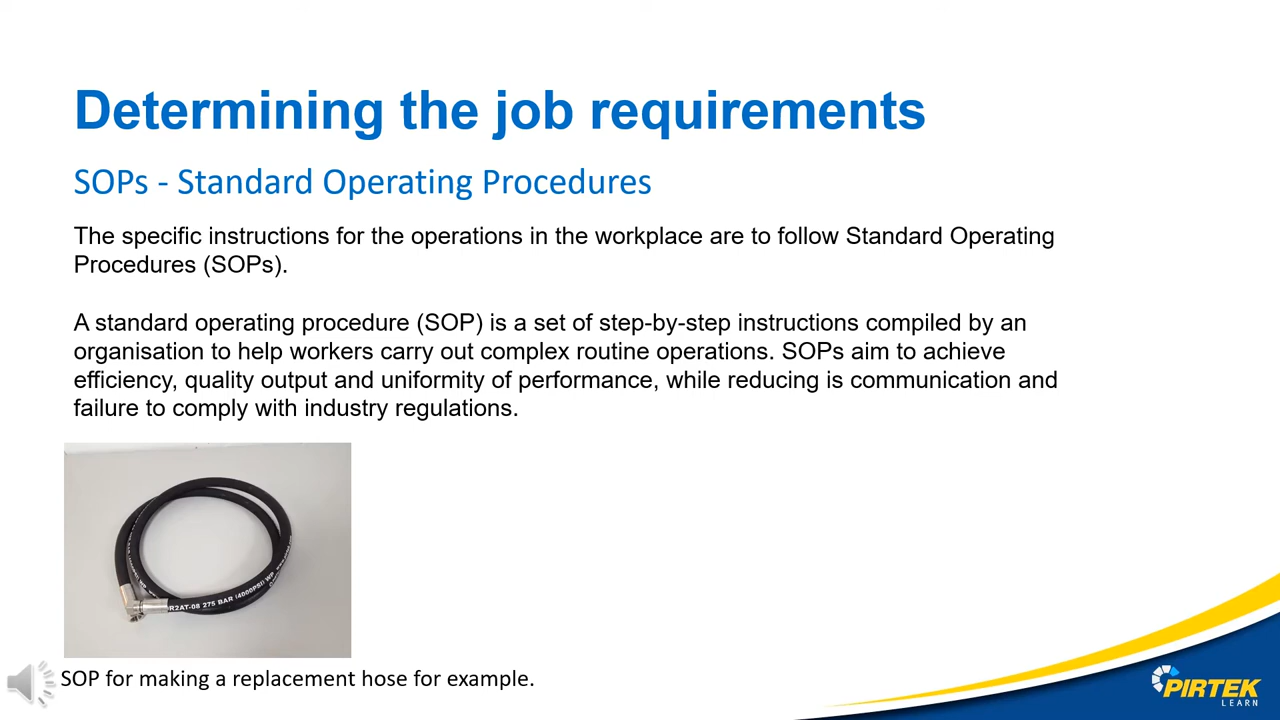 Determining the job requirements
SOPs - Standard Operating Procedures
The specific instructions for the operations in the workplace are to follow Standard Operating
Procedures (SOPs).
A standard operating procedure (SOP) is a set of step-by-step instructions compiled by an
organisation to help workers carry out complex routine operations. SOPs aim to achieve
efficiency, quality output and uniformity of performance, while reducing is communication and
failure to comply with industry regulations.
R2AT-08 275 BAR (4000PSI) WP
SOP for making a replacement hose for example.
PIRTEK
LEARN